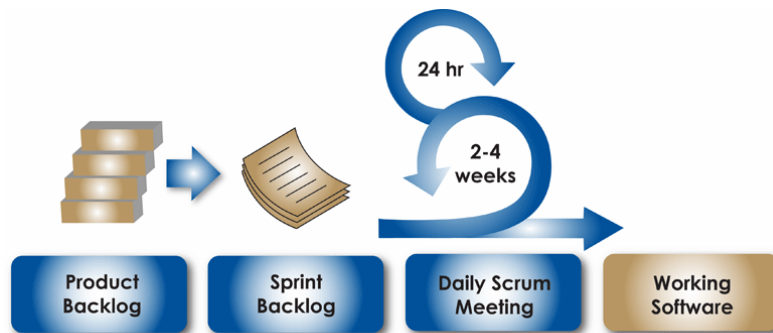 24 hr
2-4
weeks
Product
Backlog
Sprint
Backlog
Daily Scrum
Meeting
Working
Software